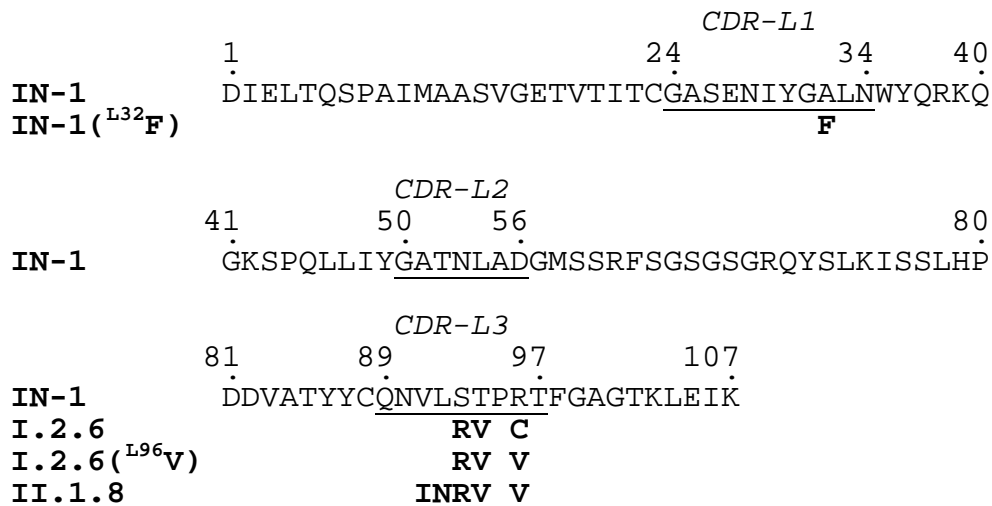 CDR-L1
1 24 34 40
IN-1 DIELTQSPAIMAASVGETVTITCGASENIYGALNWYQRKQ
IN-1(L32F) F
CDR-L2
41 50 56 80
IN-1 GKSPQLLIYGATNLADGMSSRFSGSGSGRQYSLKISSLHP
CDR-L3
81 89 97 107
IN-1 DDVATYYCQNVLSTPRTFGAGTKLEIK
I.2.6 RV C
I.2.6(L96V) RV V
II.1.8 INRV V